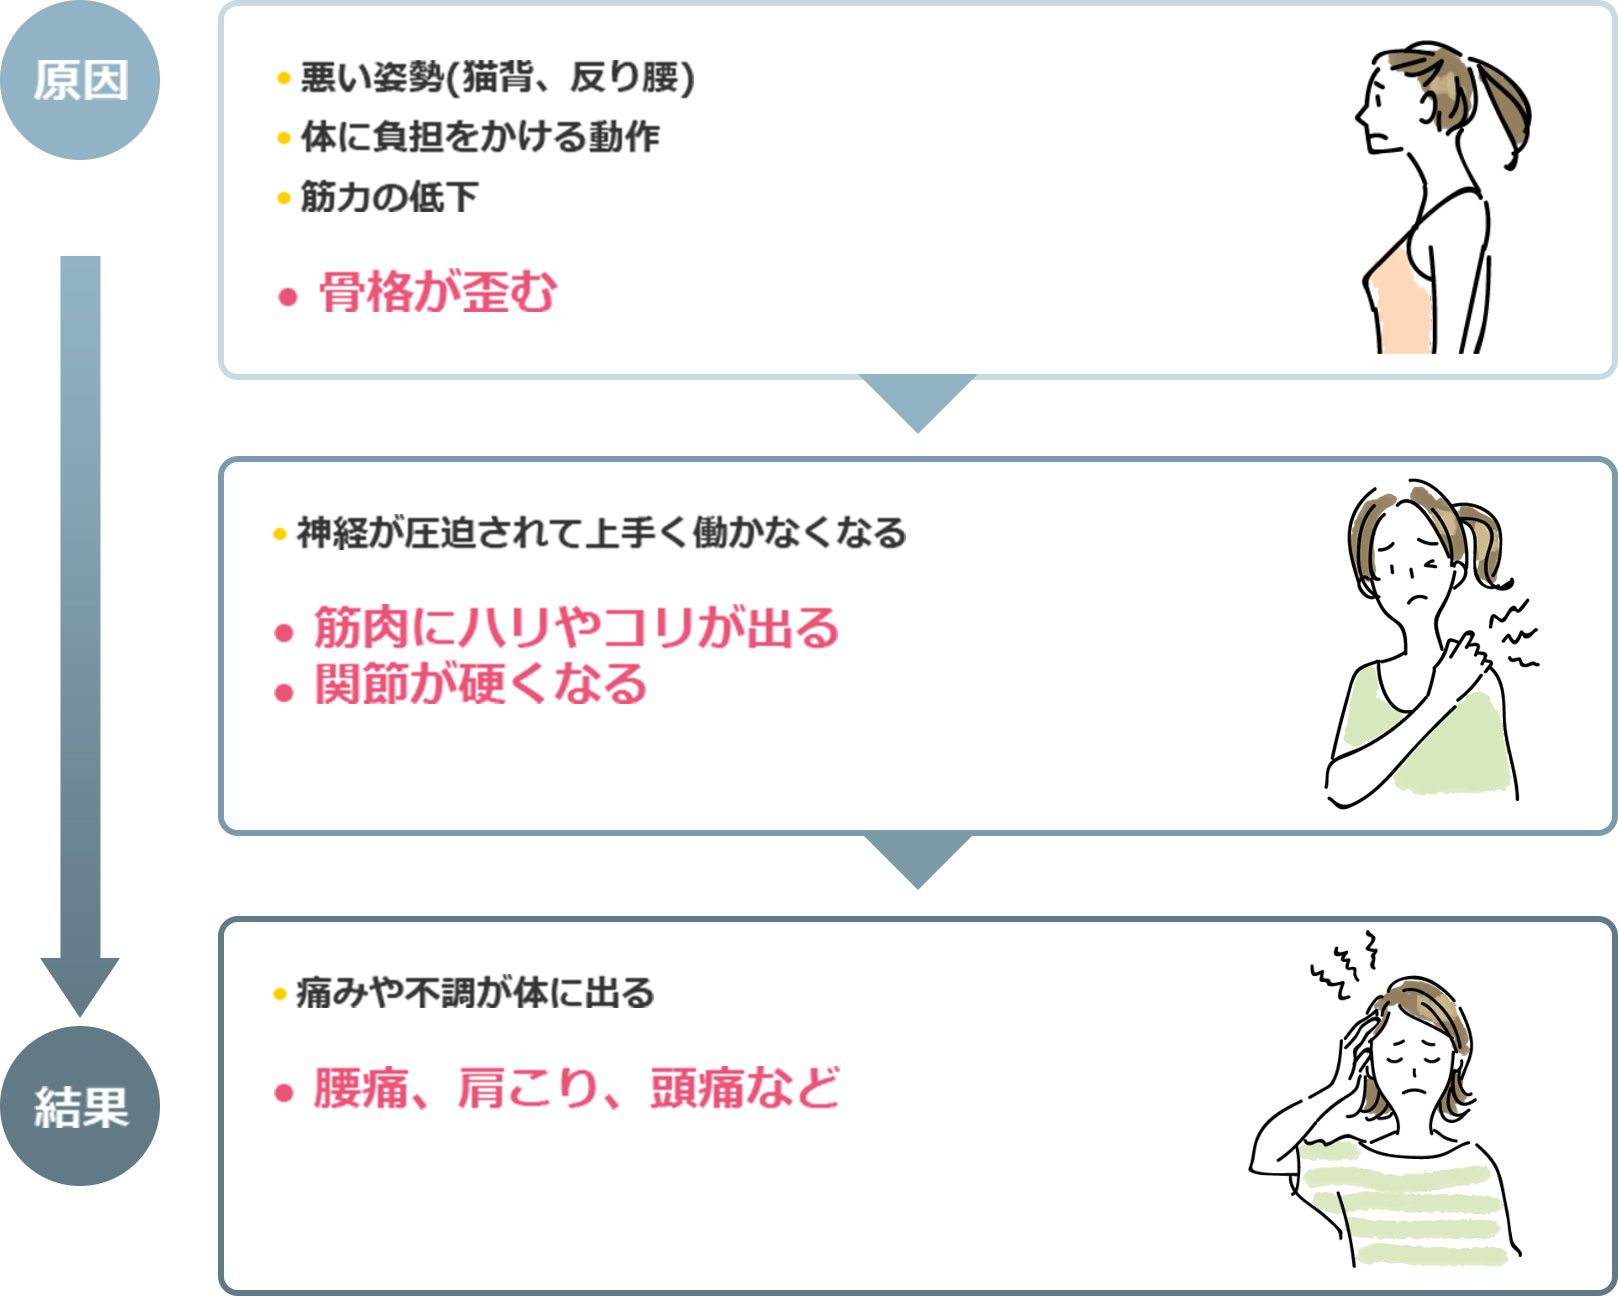 原因
悪い姿勢(猫背、反り腰)
体に負担をかける動作
筋力の低下
骨格が歪む
神経が圧迫されて上手く働かなくなる
筋肉にハリやコリが出る
関節が硬くなる
痛みや不調が体に出る
腰痛、肩こり、頭痛など
結果